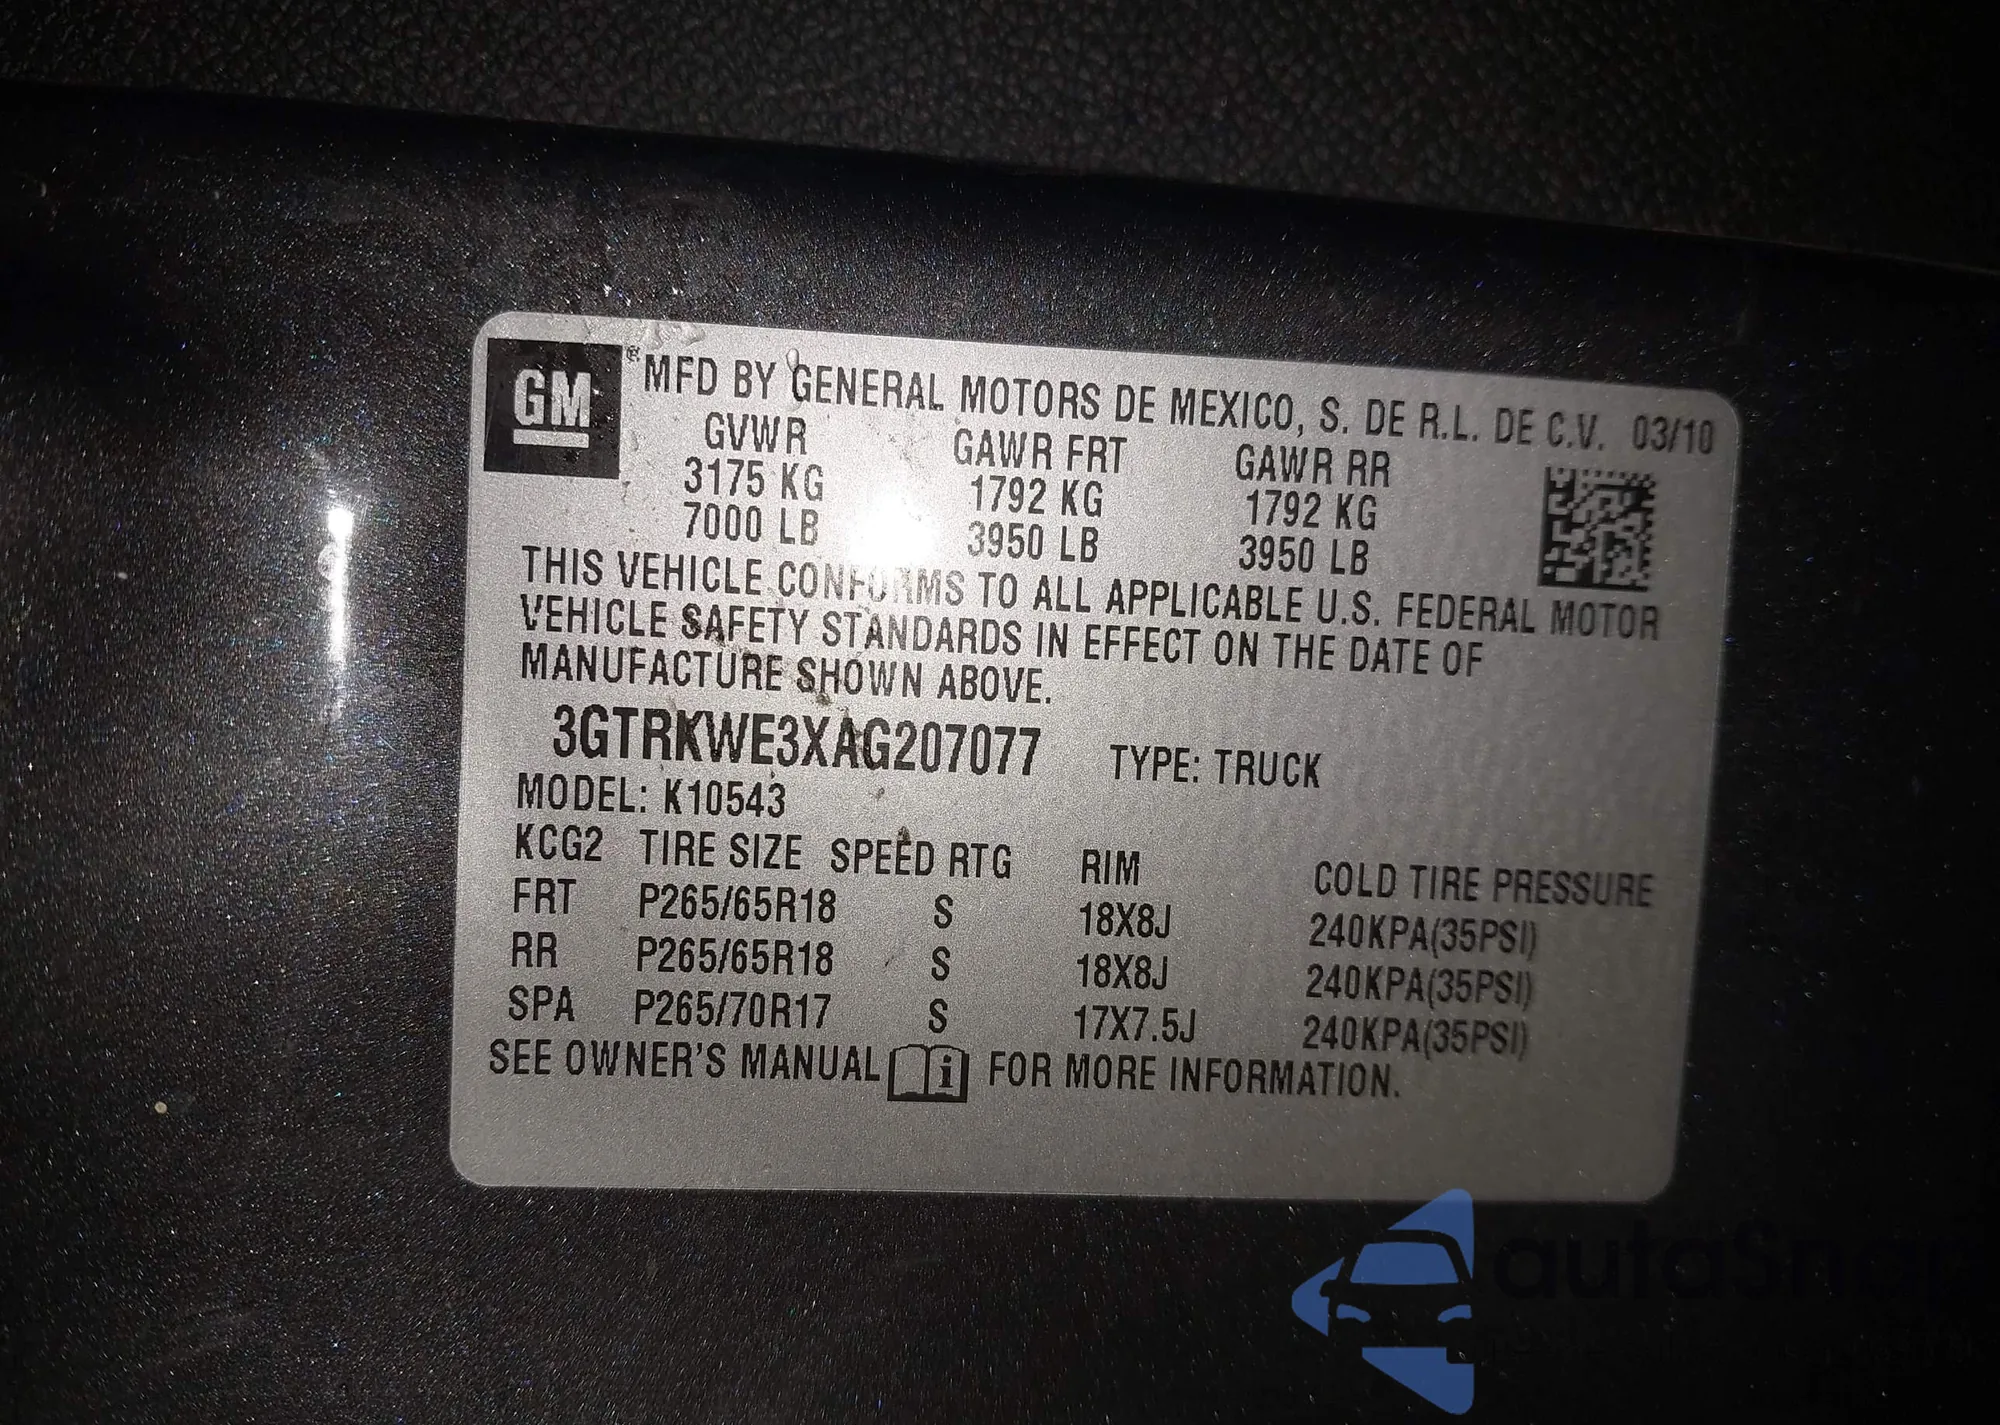 GM ® MFD BY GENERAL MOTORS DE MEXICO, S. DE R.L. DE C.V. 03/10
GVWR GAWR FRT GAWR RR
3175 KG 1792 KG 1792 KG
7000 LB 3950 LB 3950 LB
THIS VEHICLE CONFORMS TO ALL APPLICABLE U.S. FEDERAL MOTOR
VEHICLE SAFETY STANDARDS IN EFFECT ON THE DATE OF
MANUFACTURE SHOWN ABOVE.
3GTRKWE3XAG207077 TYPE: TRUCK
MODEL: K10543
KCG2 TIRE SIZE SPEED RTG RIM COLD TIRE PRESSURE
FRT P265/65R18 S 18X8J 240KPA(35PSI)
RR P265/65R18 S 18X8J 240KPA(35PSI)
SPA P265/70R17 S 17X7.5J 240KPA(35PSI)
SEE OWNER'S MANUAL i FOR MORE INFORMATION.
autaSnap